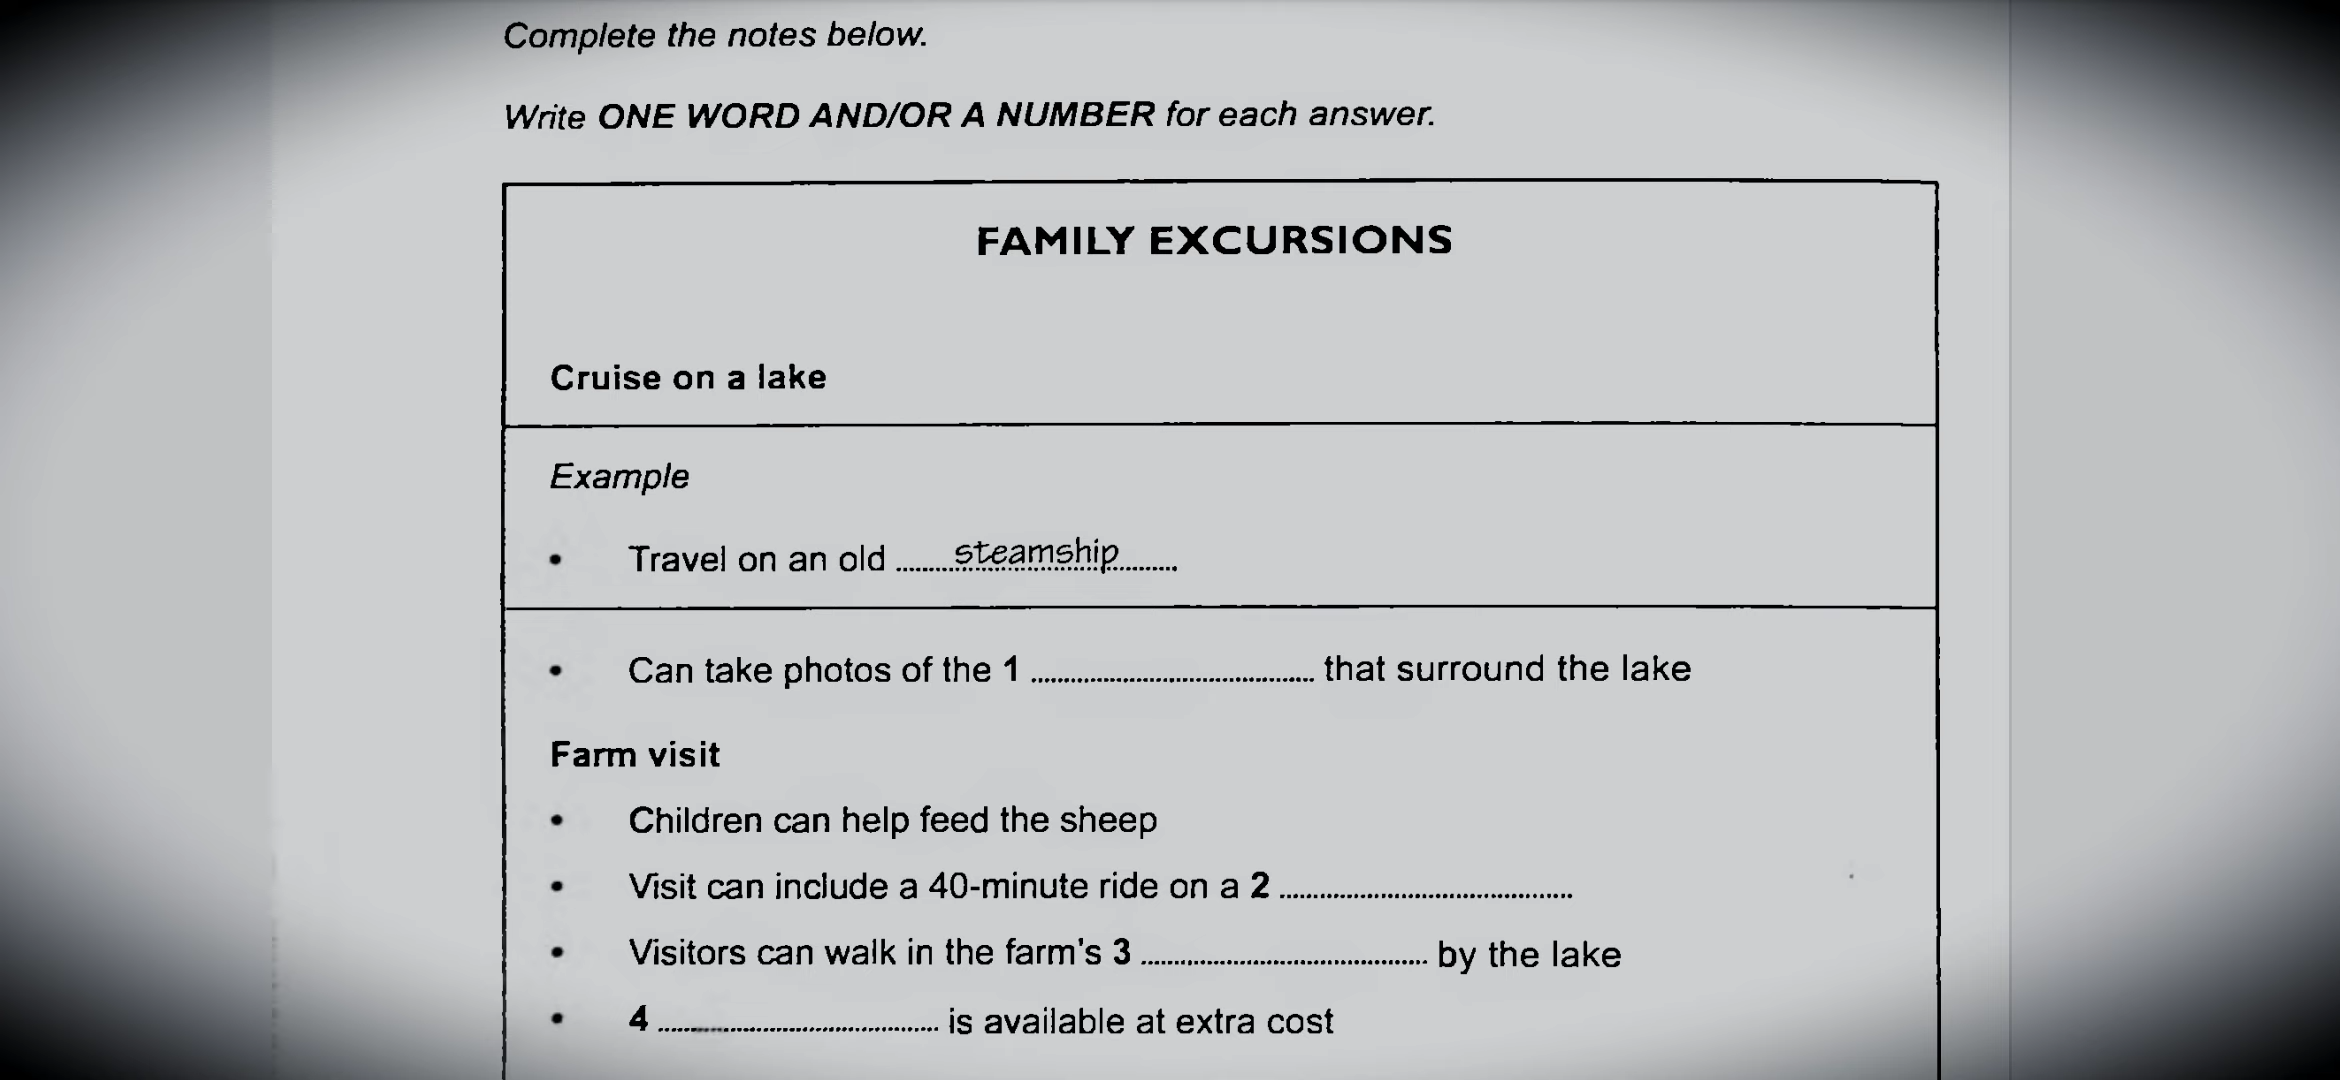 Complete the notes below.
Write ONE WORD AND/OR A NUMBER for each answer.
FAMILY EXCURSIONS
Cruise on a lake
Example
• Travel on an old ........steamship........
• Can take photos of the 1 ........................ that surround the lake
Farm visit
• Children can help feed the sheep
• Visit can include a 40-minute ride on a 2 ........................
• Visitors can walk in the farm's 3 ........................ by the lake
• 4 ........................ is available at extra cost